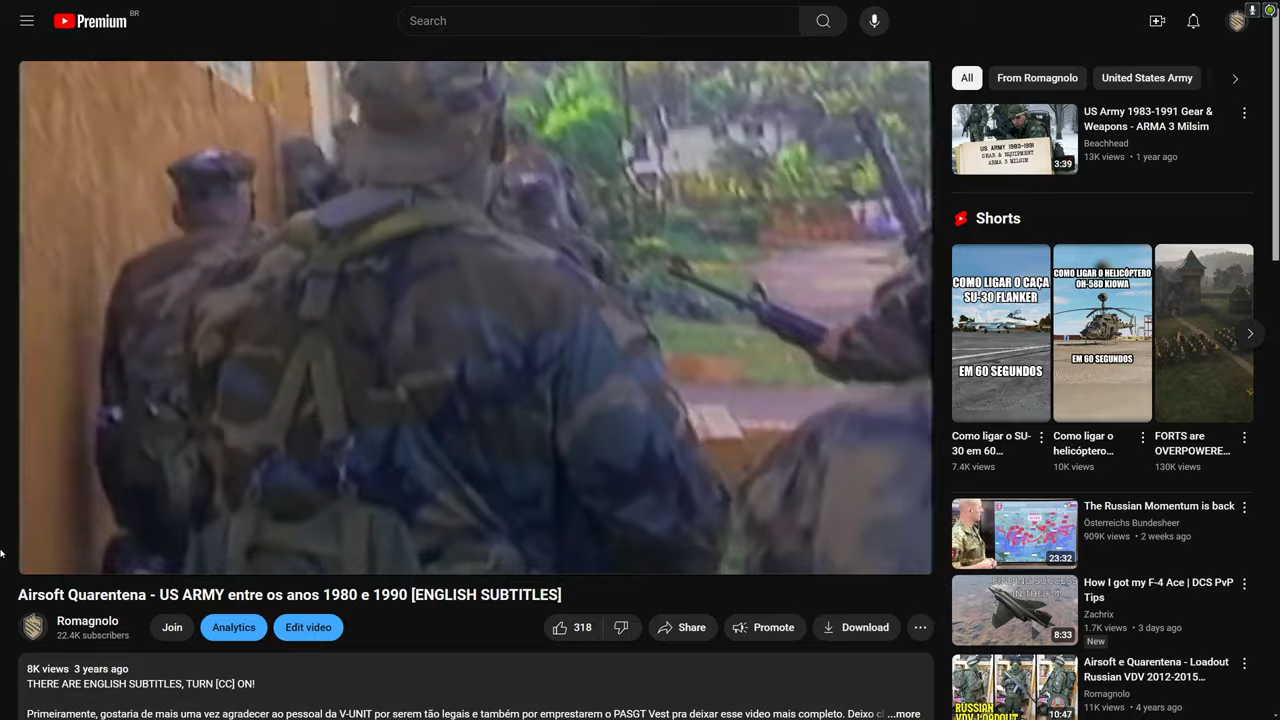 Premium BR
Search
All
From Romagnolo
United States Army
US Army 1983-1991 Gear &
Weapons - ARMA 3 Milsim
Beachhead
13K views • 1 year ago
US ARMY 1983-1991
GEAR & EQUIPMENT
ARMA 3 MILSIM
3:39
Shorts
COMO LIGAR O CAÇA
SU-30 FLANKER
EM 60 SEGUNDOS
COMO LIGAR O HELICÓPTERO
OH-58D KIOWA
EM 60 SEGUNDOS
Como ligar o SU-
30 em 60...
7.4K views
Como ligar o
helicóptero...
10K views
FORTS are
OVERPOWERE...
130K views
The Russian Momentum is back
Österreichs Bundesheer
909K views • 2 weeks ago
23:32
How I got my F-4 Ace | DCS PvP
Tips
Zachrix
1.7K views • 3 days ago
New
FINDING SUCCESS
IN THE F-4
8:33
Airsoft e Quarentena - Loadout
Russian VDV 2012-2015...
Romagnolo
11K views • 4 years ago
RUSSIAN
VDV LOADOUT
10:47
Airsoft Quarentena - US ARMY entre os anos 1980 e 1990 [ENGLISH SUBTITLES]
Romagnolo
22.4K subscribers
Join
Analytics
Edit video
318
Share
Promote
Download
8K views 3 years ago
THERE ARE ENGLISH SUBTITLES, TURN [CC] ON!
Primeiramente, gostaria de mais uma vez agradecer ao pessoal da V-UNIT por serem tão legais e também por emprestarem o PASGT Vest pra deixar esse video mais completo. Deixo ...more